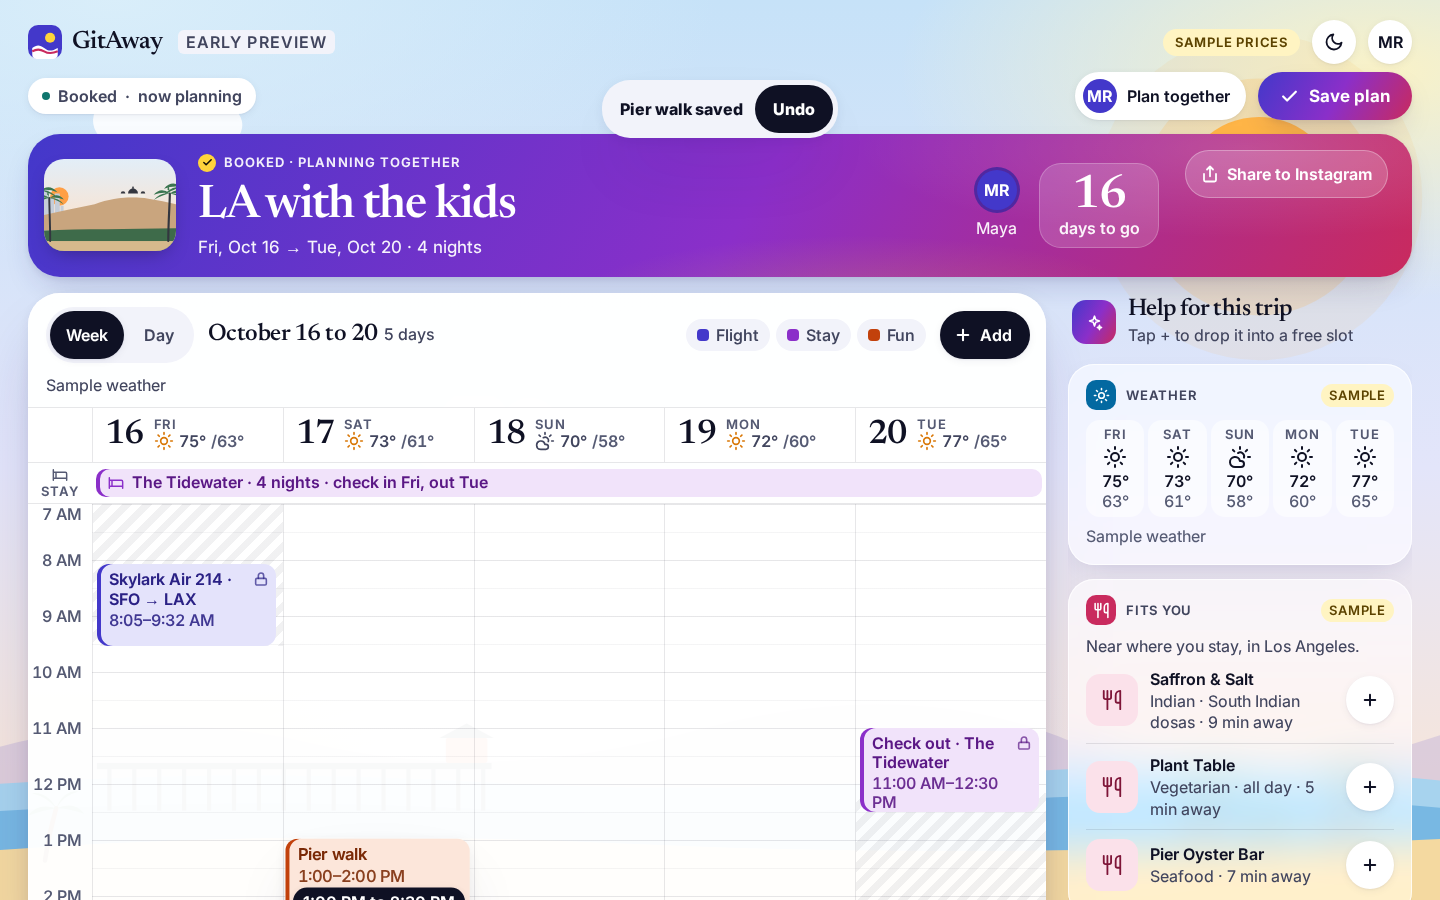 GitAway EARLY PREVIEW
SAMPLE PRICES
MR
Booked · now planning
Pier walk saved Undo
MR Plan together
Save plan
BOOKED · PLANNING TOGETHER
LA with the kids
Fri, Oct 16 → Tue, Oct 20 · 4 nights
MR
Maya
16
days to go
Share to Instagram
Week Day October 16 to 20 5 days
Flight Stay Fun
+ Add
Sample weather
16 FRI 75° /63°
17 SAT 73° /61°
18 SUN 70° /58°
19 MON 72° /60°
20 TUE 77° /65°
STAY
The Tidewater · 4 nights · check in Fri, out Tue
7 AM
8 AM
Skylark Air 214 ·
SFO → LAX
8:05–9:32 AM
9 AM
10 AM
11 AM
Check out · The
Tidewater
11:00 AM–12:30
PM
12 PM
1 PM
Pier walk
1:00–2:00 PM
2 PM
Help for this trip
Tap + to drop it into a free slot
WEATHER SAMPLE
FRI SAT SUN MON TUE
75° 73° 70° 72° 77°
63° 61° 58° 60° 65°
Sample weather
FITS YOU SAMPLE
Near where you stay, in Los Angeles.
Saffron & Salt
Indian · South Indian
dosas · 9 min away
Plant Table
Vegetarian · all day · 5
min away
Pier Oyster Bar
Seafood · 7 min away